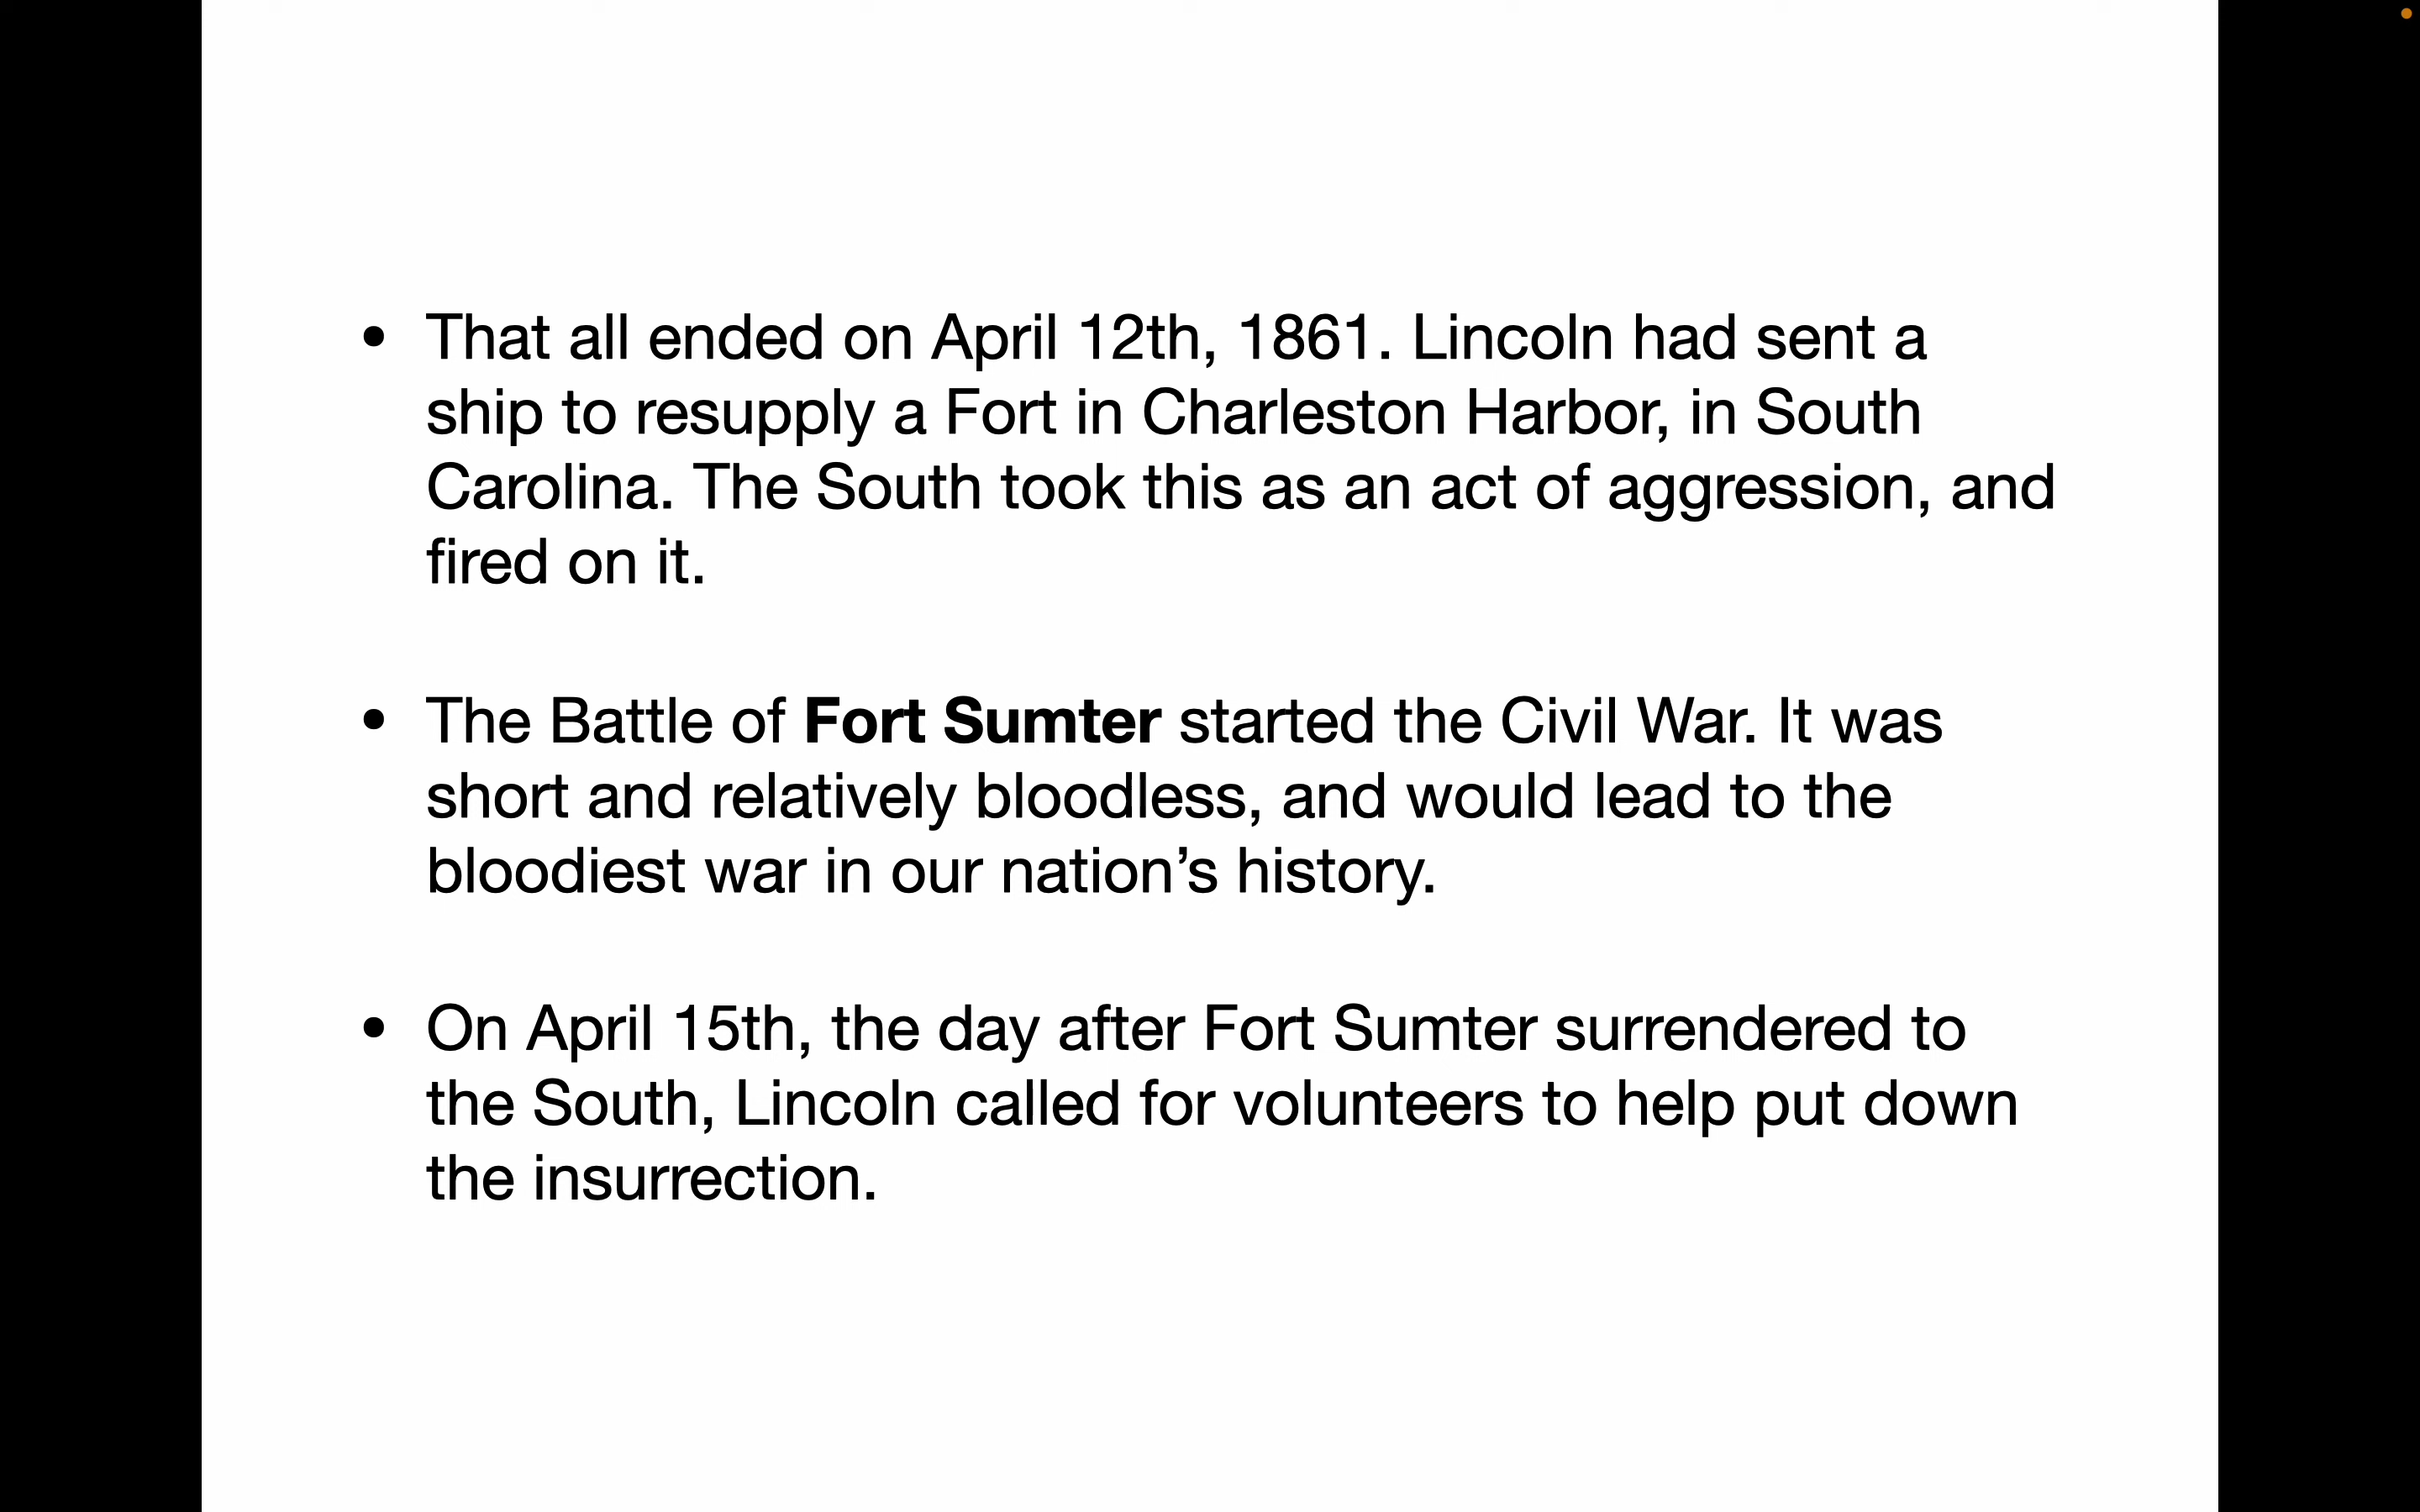 • That all ended on April 12th, 1861. Lincoln had sent a
ship to resupply a Fort in Charleston Harbor, in South
Carolina. The South took this as an act of aggression, and
fired on it.
• The Battle of Fort Sumter started the Civil War. It was
short and relatively bloodless, and would lead to the
bloodiest war in our nation’s history.
• On April 15th, the day after Fort Sumter surrendered to
the South, Lincoln called for volunteers to help put down
the insurrection.